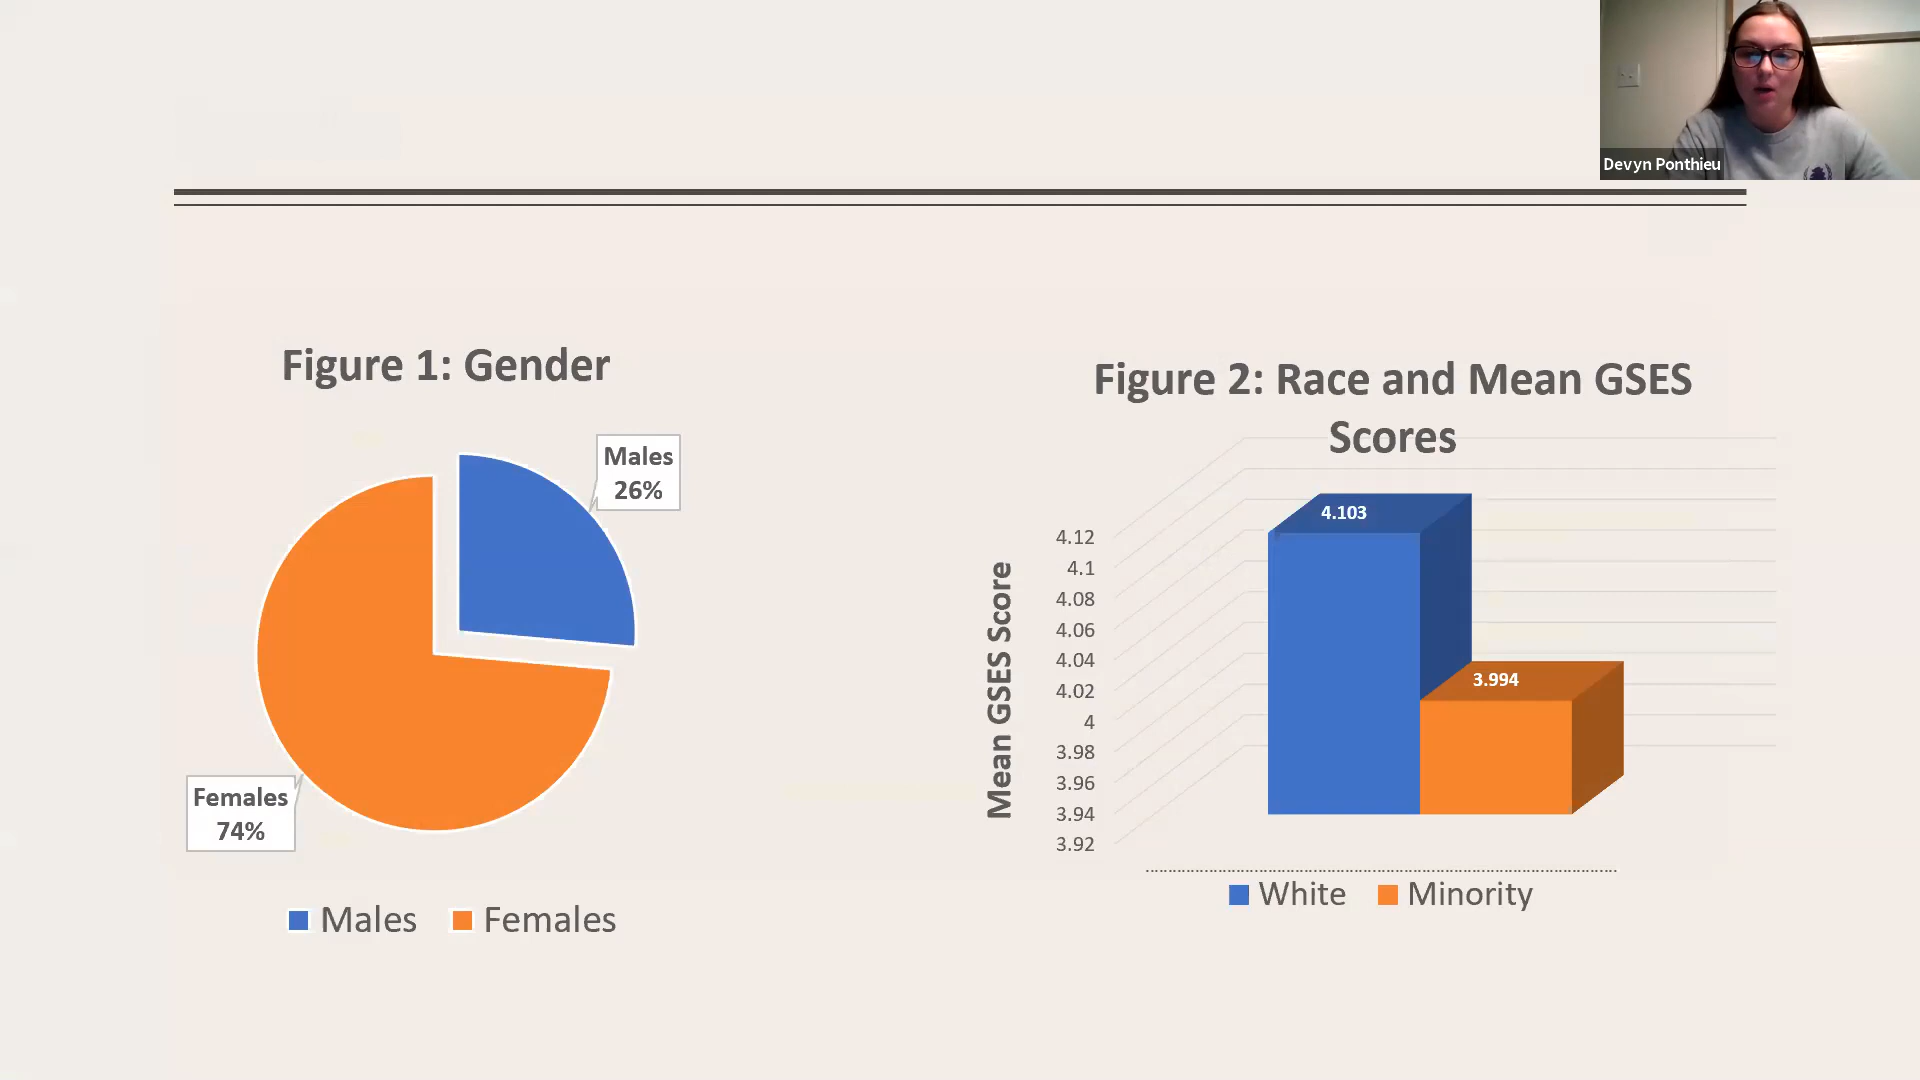 Devyn Ponthieu
Figure 1: Gender
Males
26%
Females
74%
Males Females
Figure 2: Race and Mean GSES
Scores
Mean GSES Score
4.12
4.1
4.08
4.06
4.04
4.02
4
3.98
3.96
3.94
3.92
4.103
3.994
White Minority